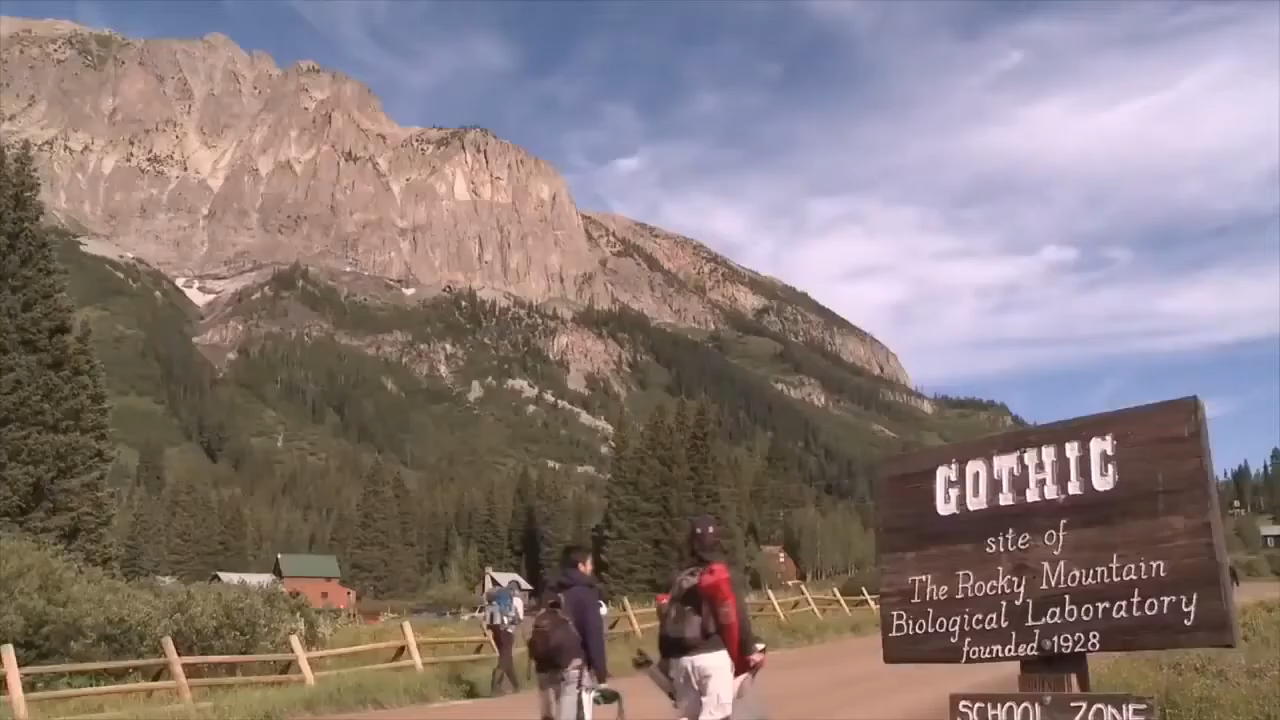 GOTHIC
site of
The Rocky Mountain
Biological Laboratory
founded 1928
SCHOOL ZONE